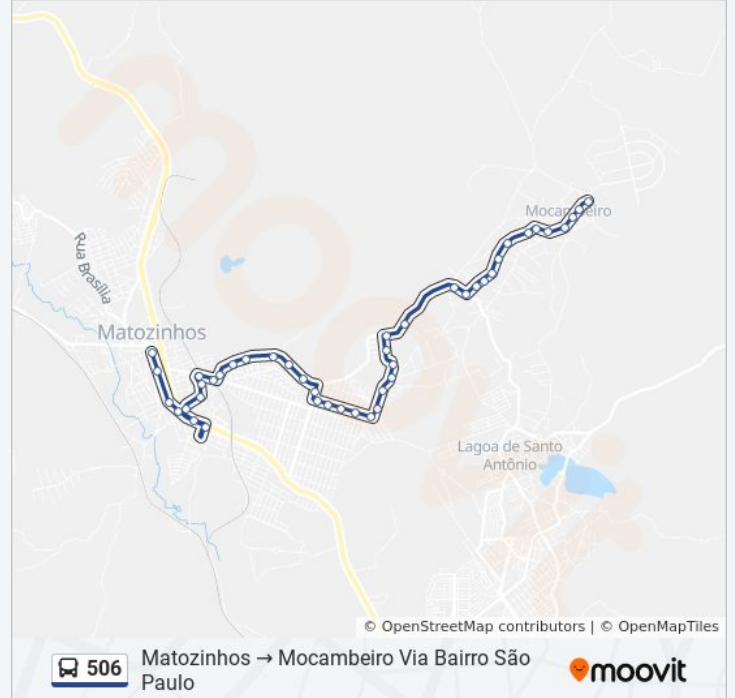 Mocambeiro
Rua Brasília
Matozinhos
Lagoa de Santo
Antônio
moovit
© OpenStreetMap contributors | © OpenMapTiles
506
Matozinhos → Mocambeiro Via Bairro São
Paulo
moovit